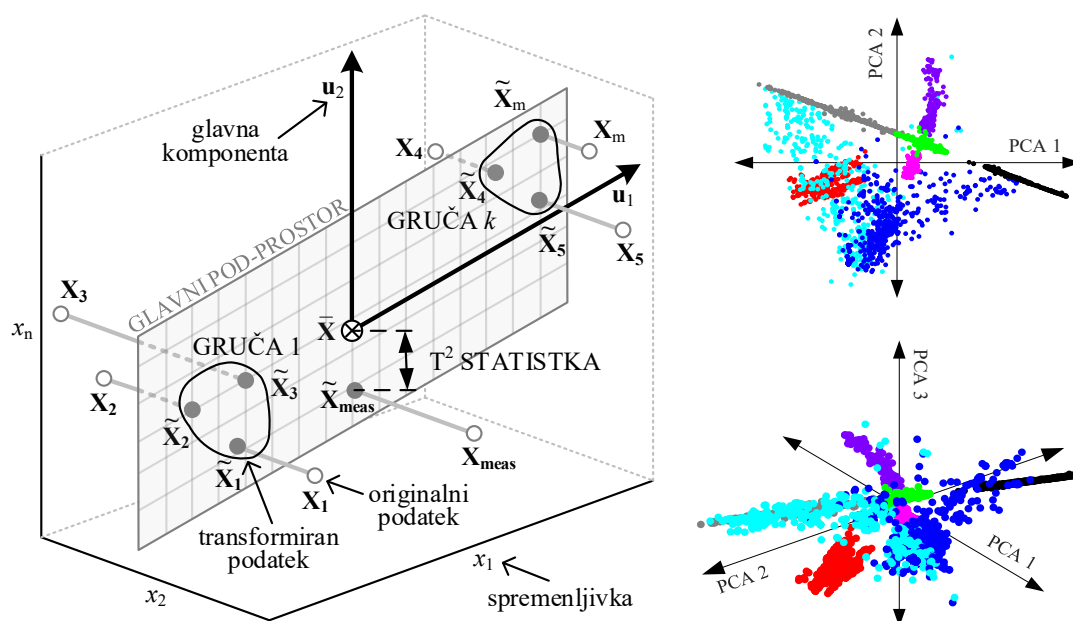 u₂
glavna
komponenta
X̃ₘ
Xₘ
X₄
X̃₄
u₁
GRUČA k
X̃₅
X₅
GLAVNI POD-PROSTOR
X₃
xₙ
X̄
GRUČA 1
T² STATISTKA
X̃₃
X̃ₘₑₐₛ
X₂
X̃₂
Xₘₑₐₛ
X̃₁
X₁
originalni
podatek
transformiran
podatek
x₁
x₂
spremenljivka
PCA 2
PCA 1
PCA 3
PCA 1
PCA 2